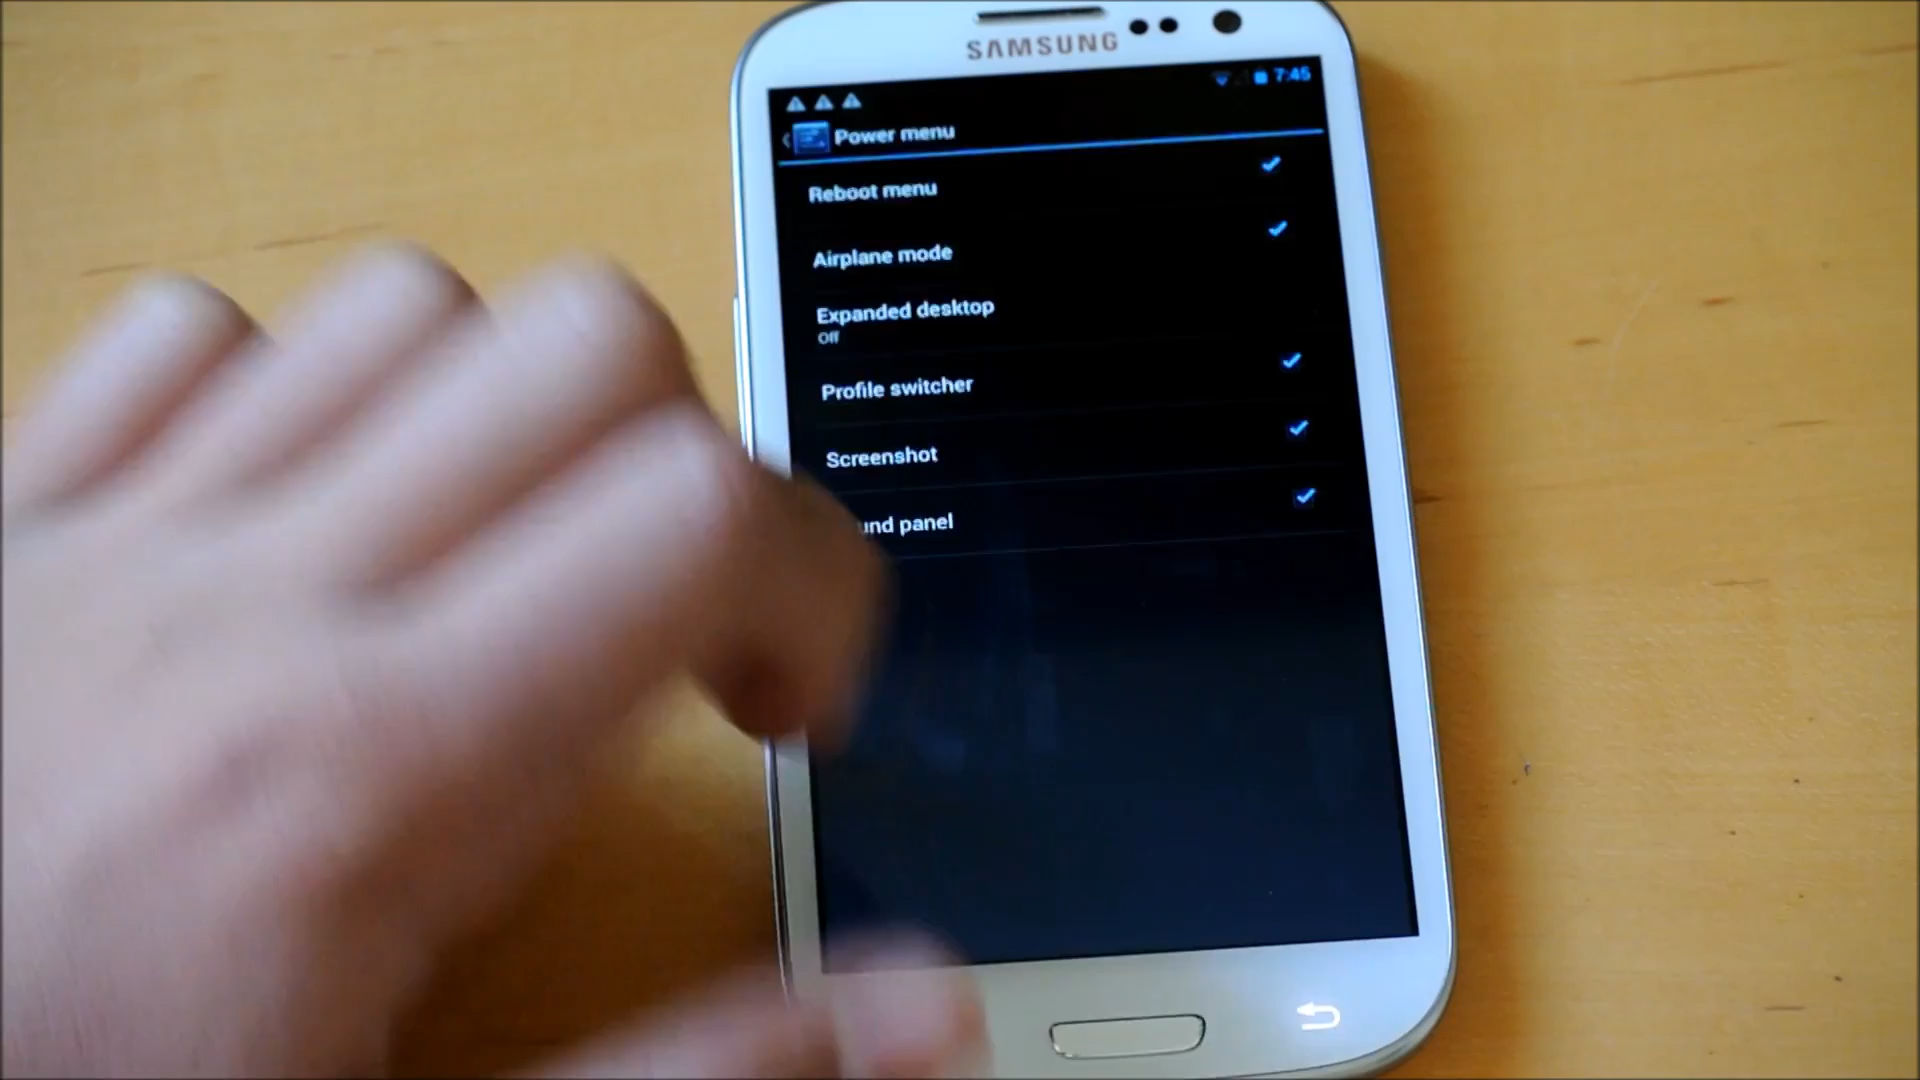 SAMSUNG
7:45
Power menu
Reboot menu
Airplane mode
Expanded desktop
Off
Profile switcher
Screenshot
und panel